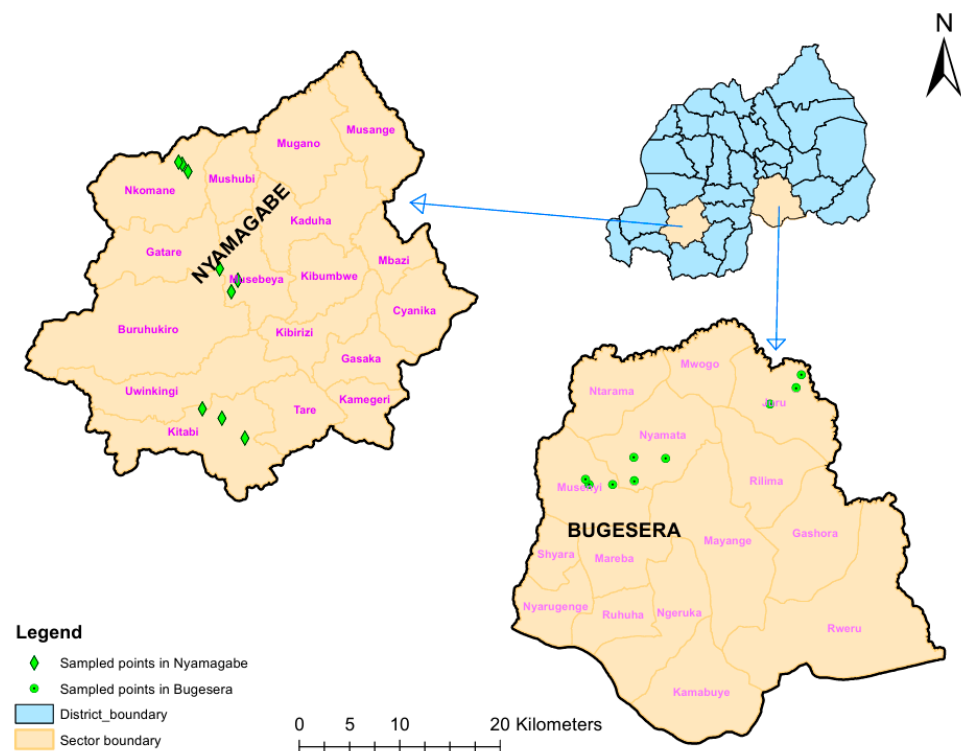 N
Musange
Mugano
Nkomane
Mushubi
NYAMAGABE
Kaduha
Gatare
Mbazi
Musebeya
Kibumbwe
Cyanika
Buruhukiro
Kibirizi
Gasaka
Uwinkingi
Kamegeri
Tare
Kitabi
Mwogo
Ntarama
Juru
Nyamata
Rilima
Musenyi
BUGESERA
Gashora
Mayange
Shyara
Mareba
Nyarugenge
Ruhuha
Ngeruka
Rweru
Kamabuye
Legend
Sampled points in Nyamagabe
Sampled points in Bugesera
District_boundary
Sector boundary
0 5 10 20 Kilometers